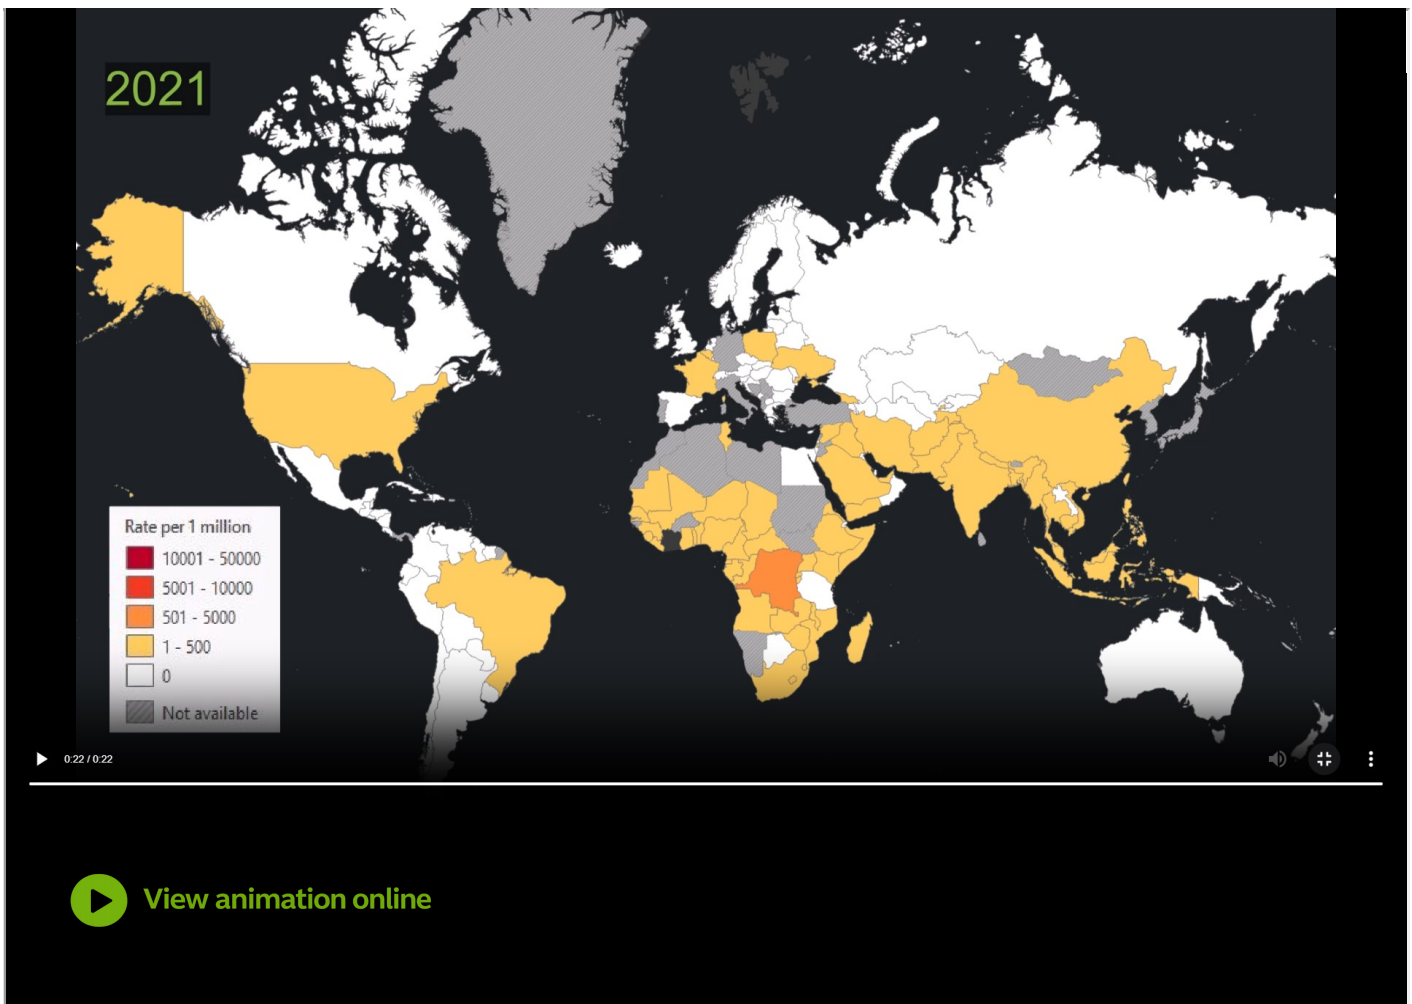 2021
Rate per 1 million
10001 - 50000
5001 - 10000
501 - 5000
1 - 500
0
Not available
0:22 / 0:22
View animation online